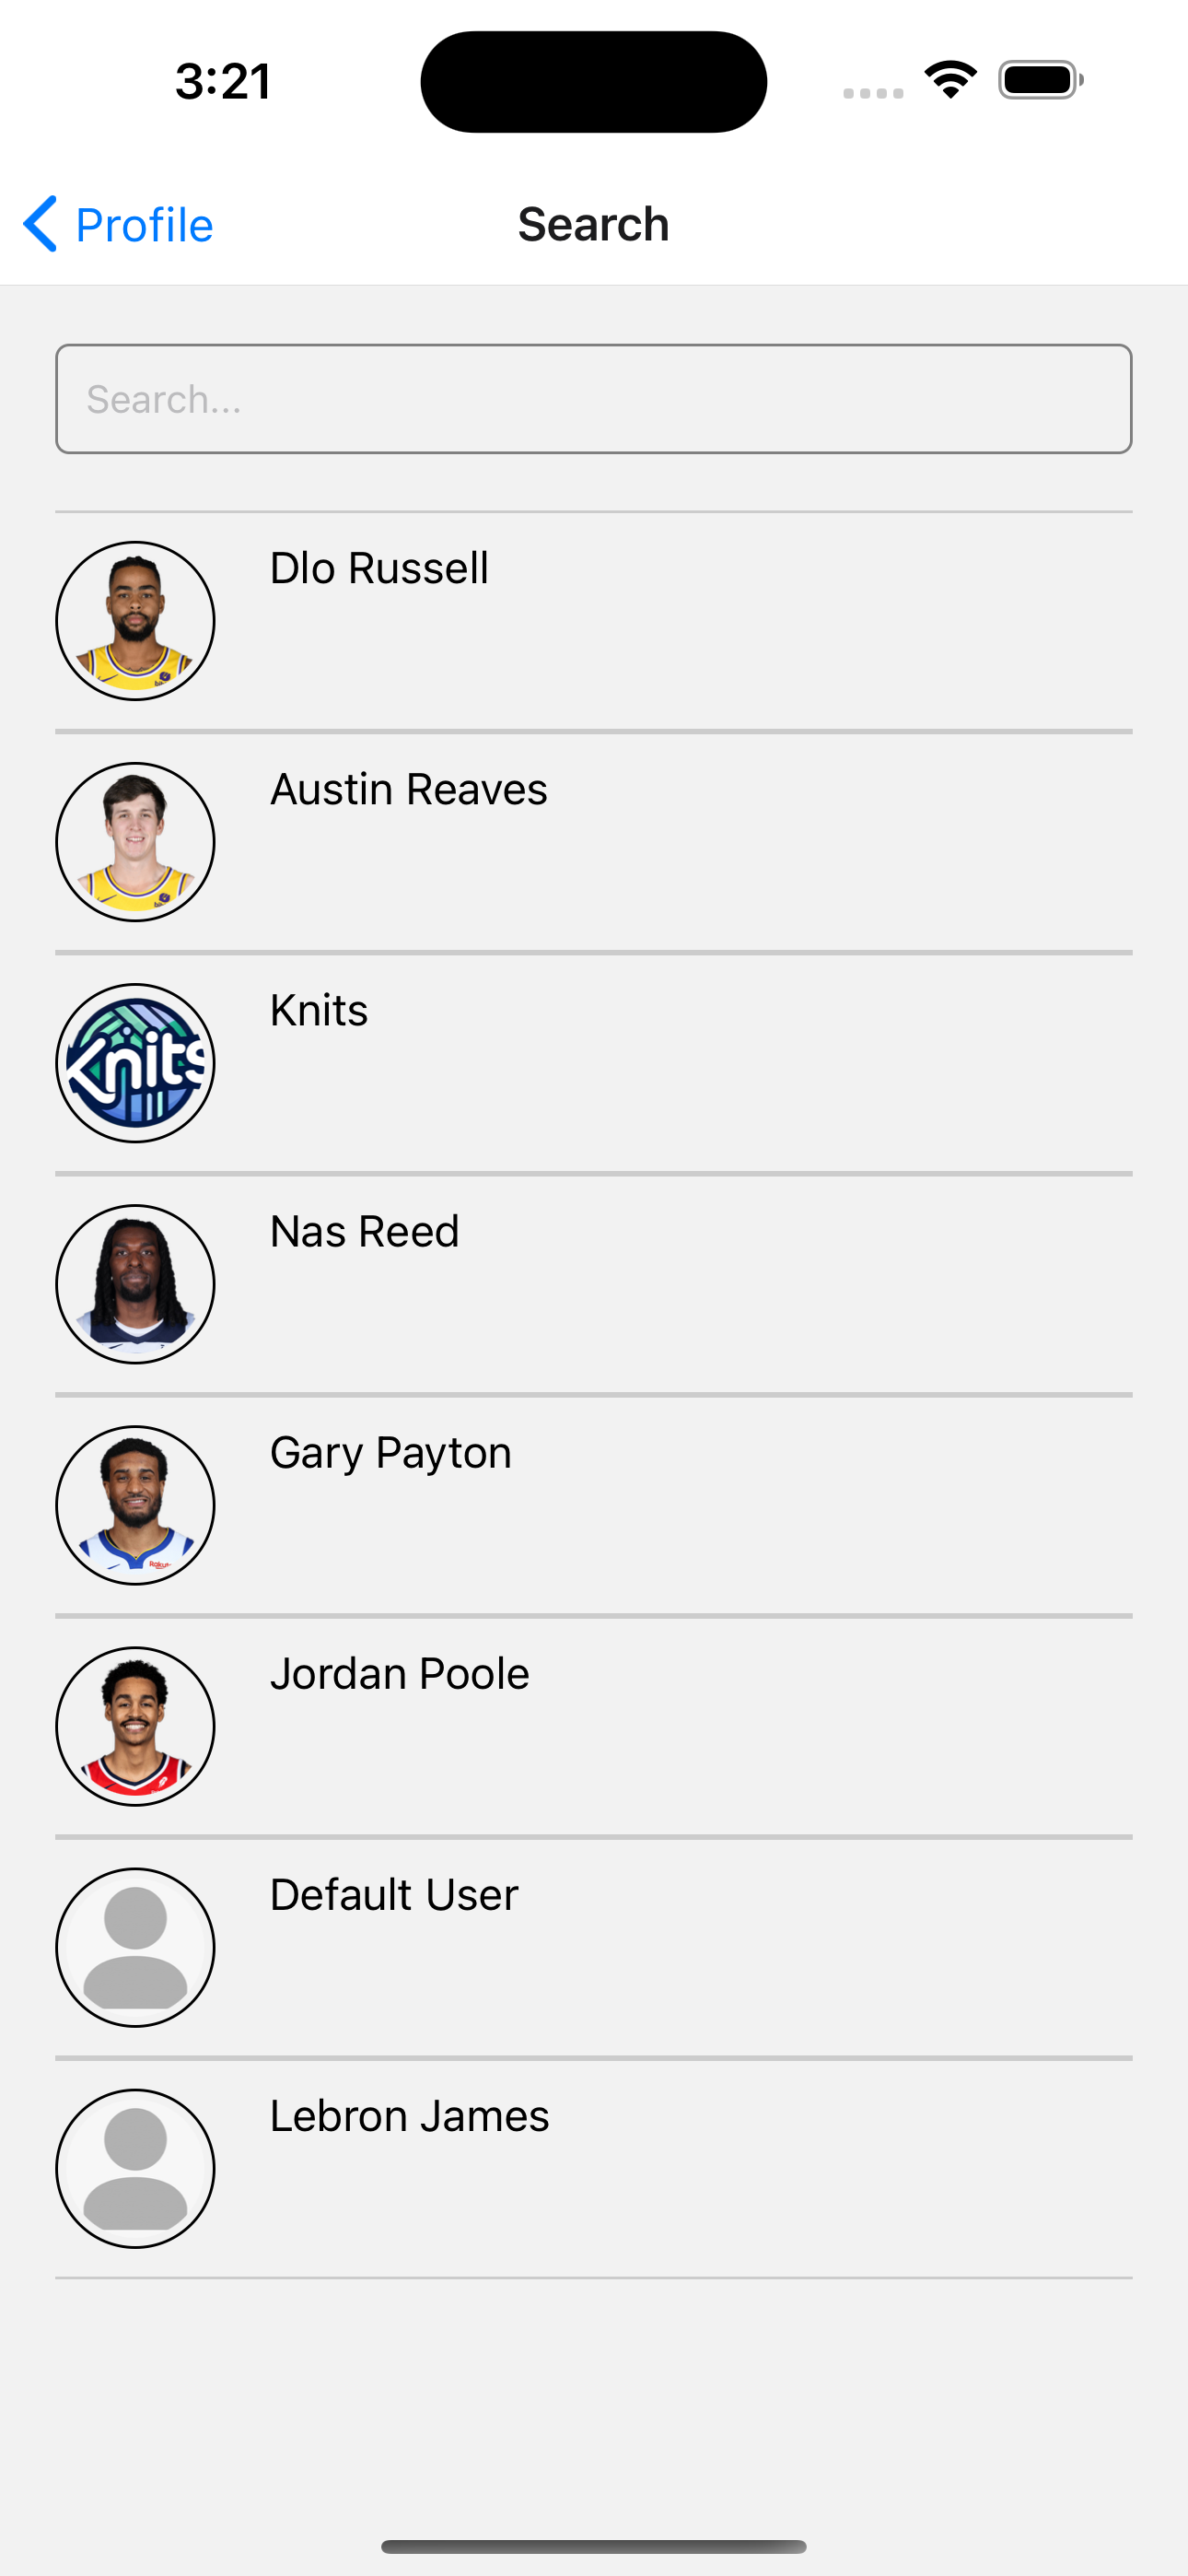 3:21
Profile
Search
Search...
Dlo Russell
Austin Reaves
Knits
Knits
Nas Reed
Gary Payton
Jordan Poole
Default User
Lebron James